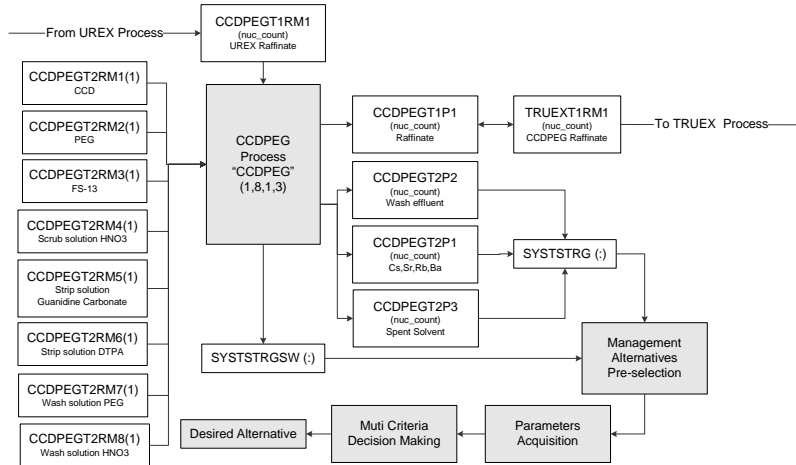 From UREX Process
CCDPEGT1RM1
(nuc_count)
UREX Raffinate
CCDPEGT2RM1(1)
CCD
CCDPEGT2RM2(1)
PEG
CCDPEGT2RM3(1)
FS-13
CCDPEGT2RM4(1)
Scrub solution HNO3
CCDPEGT2RM5(1)
Strip solution
Guanidine Carbonate
CCDPEGT2RM6(1)
Strip solution DTPA
CCDPEGT2RM7(1)
Wash solution PEG
CCDPEGT2RM8(1)
Wash solution HNO3
CCDPEG
Process
“CCDPEG”
(1,8,1,3)
CCDPEGT1P1
(nuc_count)
Raffinate
TRUEXT1RM1
(nuc_count)
CCDPEG Raffinate
To TRUEX Process
CCDPEGT2P2
(nuc_count)
Wash effluent
CCDPEGT2P1
(nuc_count)
Cs,Sr,Rb,Ba
CCDPEGT2P3
(nuc_count)
Spent Solvent
SYSTSTRG (:)
SYSTSTRGSW (:)
Management
Alternatives
Pre-selection
Parameters
Acquisition
Muti Criteria
Decision Making
Desired Alternative